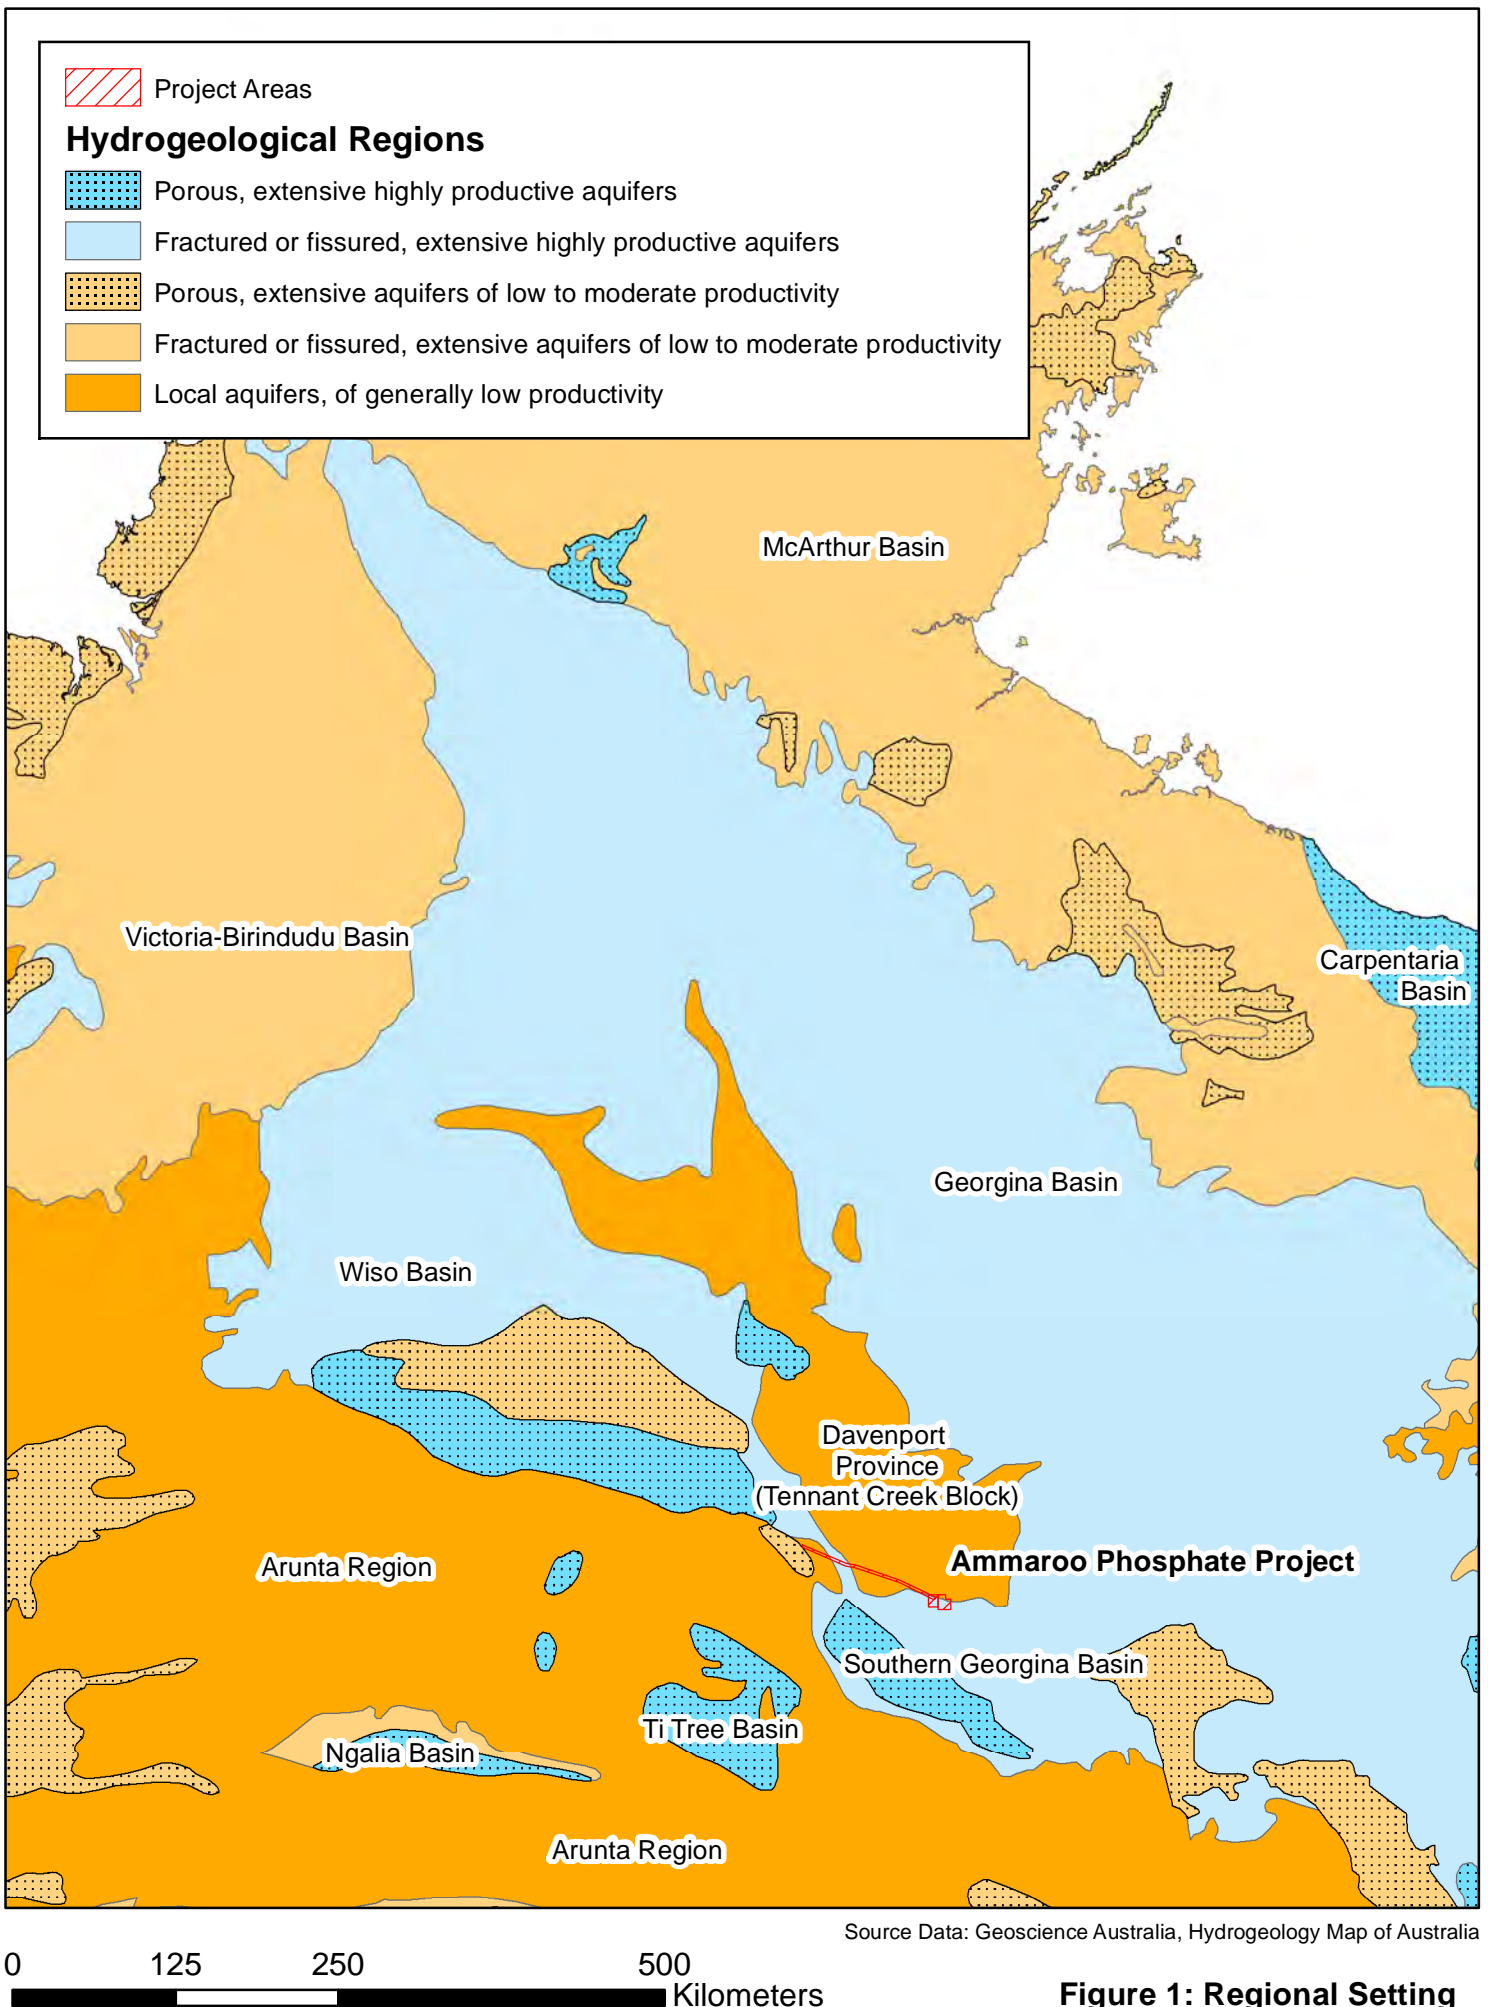 Project Areas
Hydrogeological Regions
Porous, extensive highly productive aquifers
Fractured or fissured, extensive highly productive aquifers
Porous, extensive aquifers of low to moderate productivity
Fractured or fissured, extensive aquifers of low to moderate productivity
Local aquifers, of generally low productivity
McArthur Basin
Victoria-Birindudu Basin
Carpentaria
Basin
Georgina Basin
Wiso Basin
Davenport
Province
(Tennant Creek Block)
Ammaroo Phosphate Project
Arunta Region
Southern Georgina Basin
Ti Tree Basin
Ngalia Basin
Arunta Region
Source Data: Geoscience Australia, Hydrogeology Map of Australia
0 125 250 500
Kilometers
Figure 1: Regional Setting